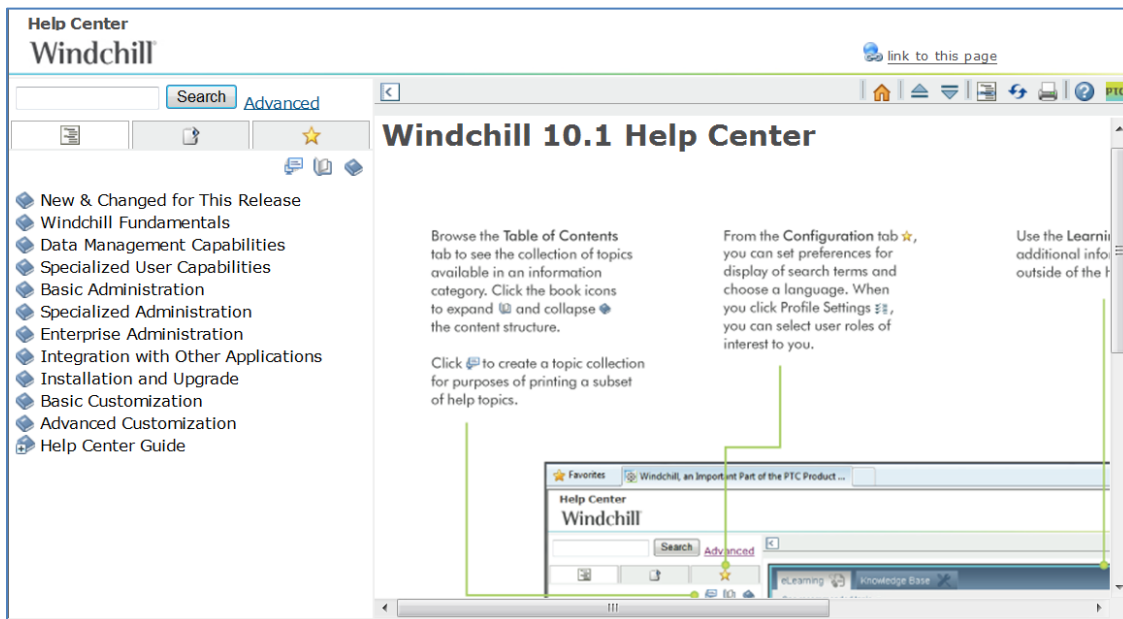 Help Center
Windchill
link to this page
Search
Advanced
PTC
New & Changed for This Release
Windchill Fundamentals
Data Management Capabilities
Specialized User Capabilities
Basic Administration
Specialized Administration
Enterprise Administration
Integration with Other Applications
Installation and Upgrade
Basic Customization
Advanced Customization
Help Center Guide
Windchill 10.1 Help Center
Browse the Table of Contents
tab to see the collection of topics
available in an information
category. Click the book icons
to expand and collapse
the content structure.
Click to create a topic collection
for purposes of printing a subset
of help topics.
From the Configuration tab ,
you can set preferences for
display of search terms and
choose a language. When
you click Profile Settings ,
you can select user roles of
interest to you.
Use the
additional
outside of the
Favorites
Windchill, an Important Part of the PTC Product ...
Help Center
Windchill
Search
Advanced
eLearning
Knowledge Base